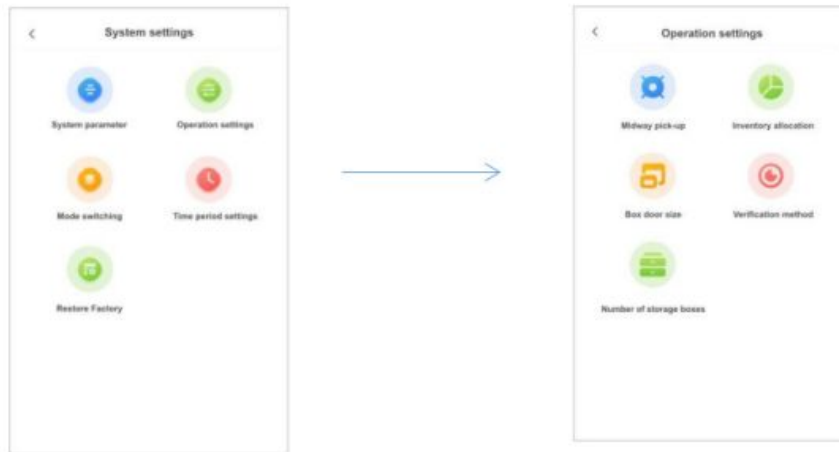 System settings
System parameter
Operation settings
Mode switching
Time period settings
Restore Factory
Operation settings
Midway pick-up
Inventory allocation
Box door size
Verification method
Number of storage boxes